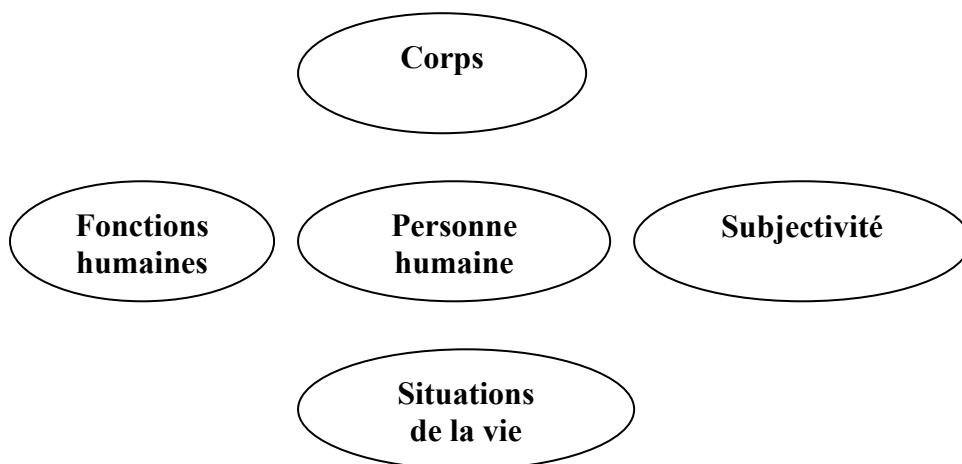 Corps
Fonctions
humaines
Personne
humaine
Subjectivité
Situations
de la vie